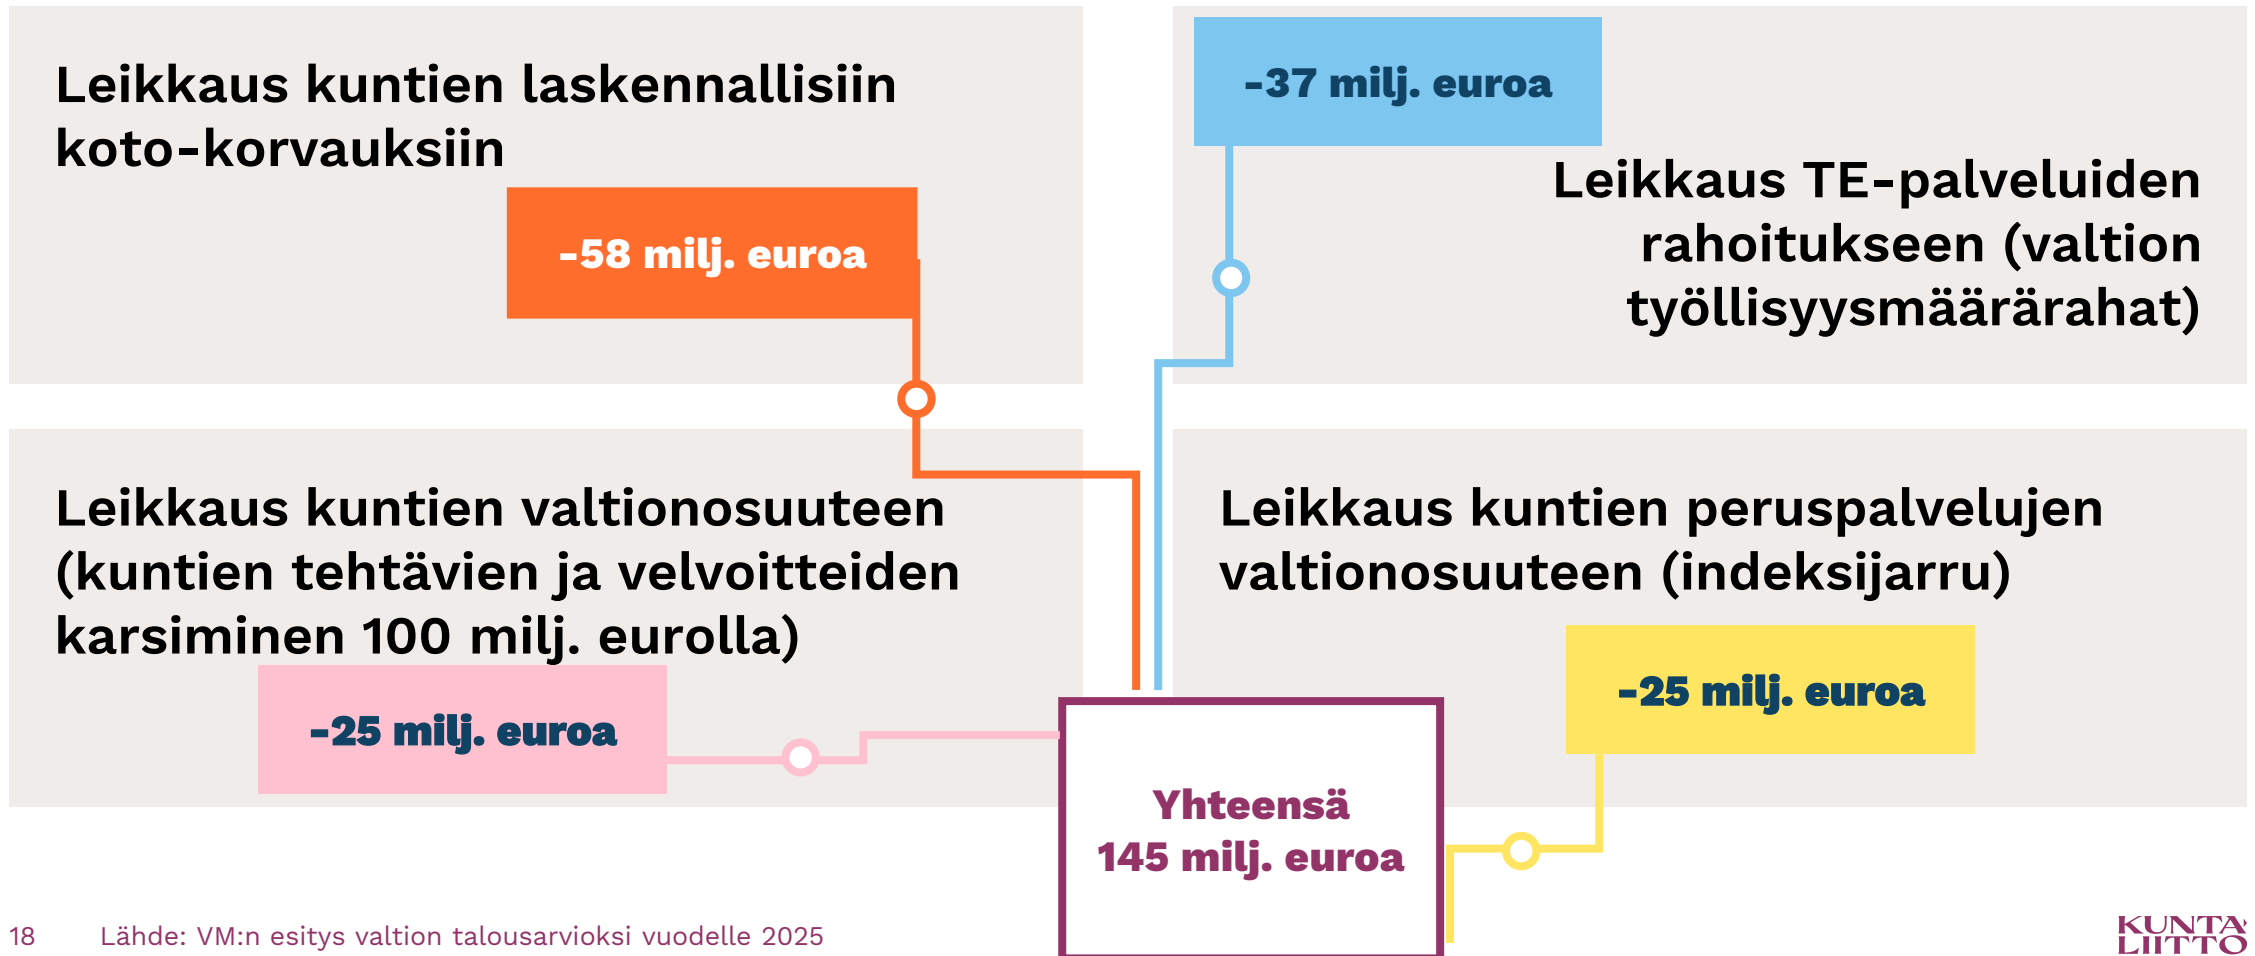 Leikkaus kuntien laskennallisiin
koto-korvauksiin
-58 milj. euroa
-37 milj. euroa
Leikkaus TE-palveluiden
rahoitukseen (valtion
työllisyysmäärärahat)
Leikkaus kuntien valtionosuuteen
(kuntien tehtävien ja velvoitteiden
karsiminen 100 milj. eurolla)
-25 milj. euroa
Leikkaus kuntien peruspalvelujen
valtionosuuteen (indeksijarru)
-25 milj. euroa
Yhteensä
145 milj. euroa
18 Lähde: VM:n esitys valtion talousarvioksi vuodelle 2025
KUNTA
LIITTO